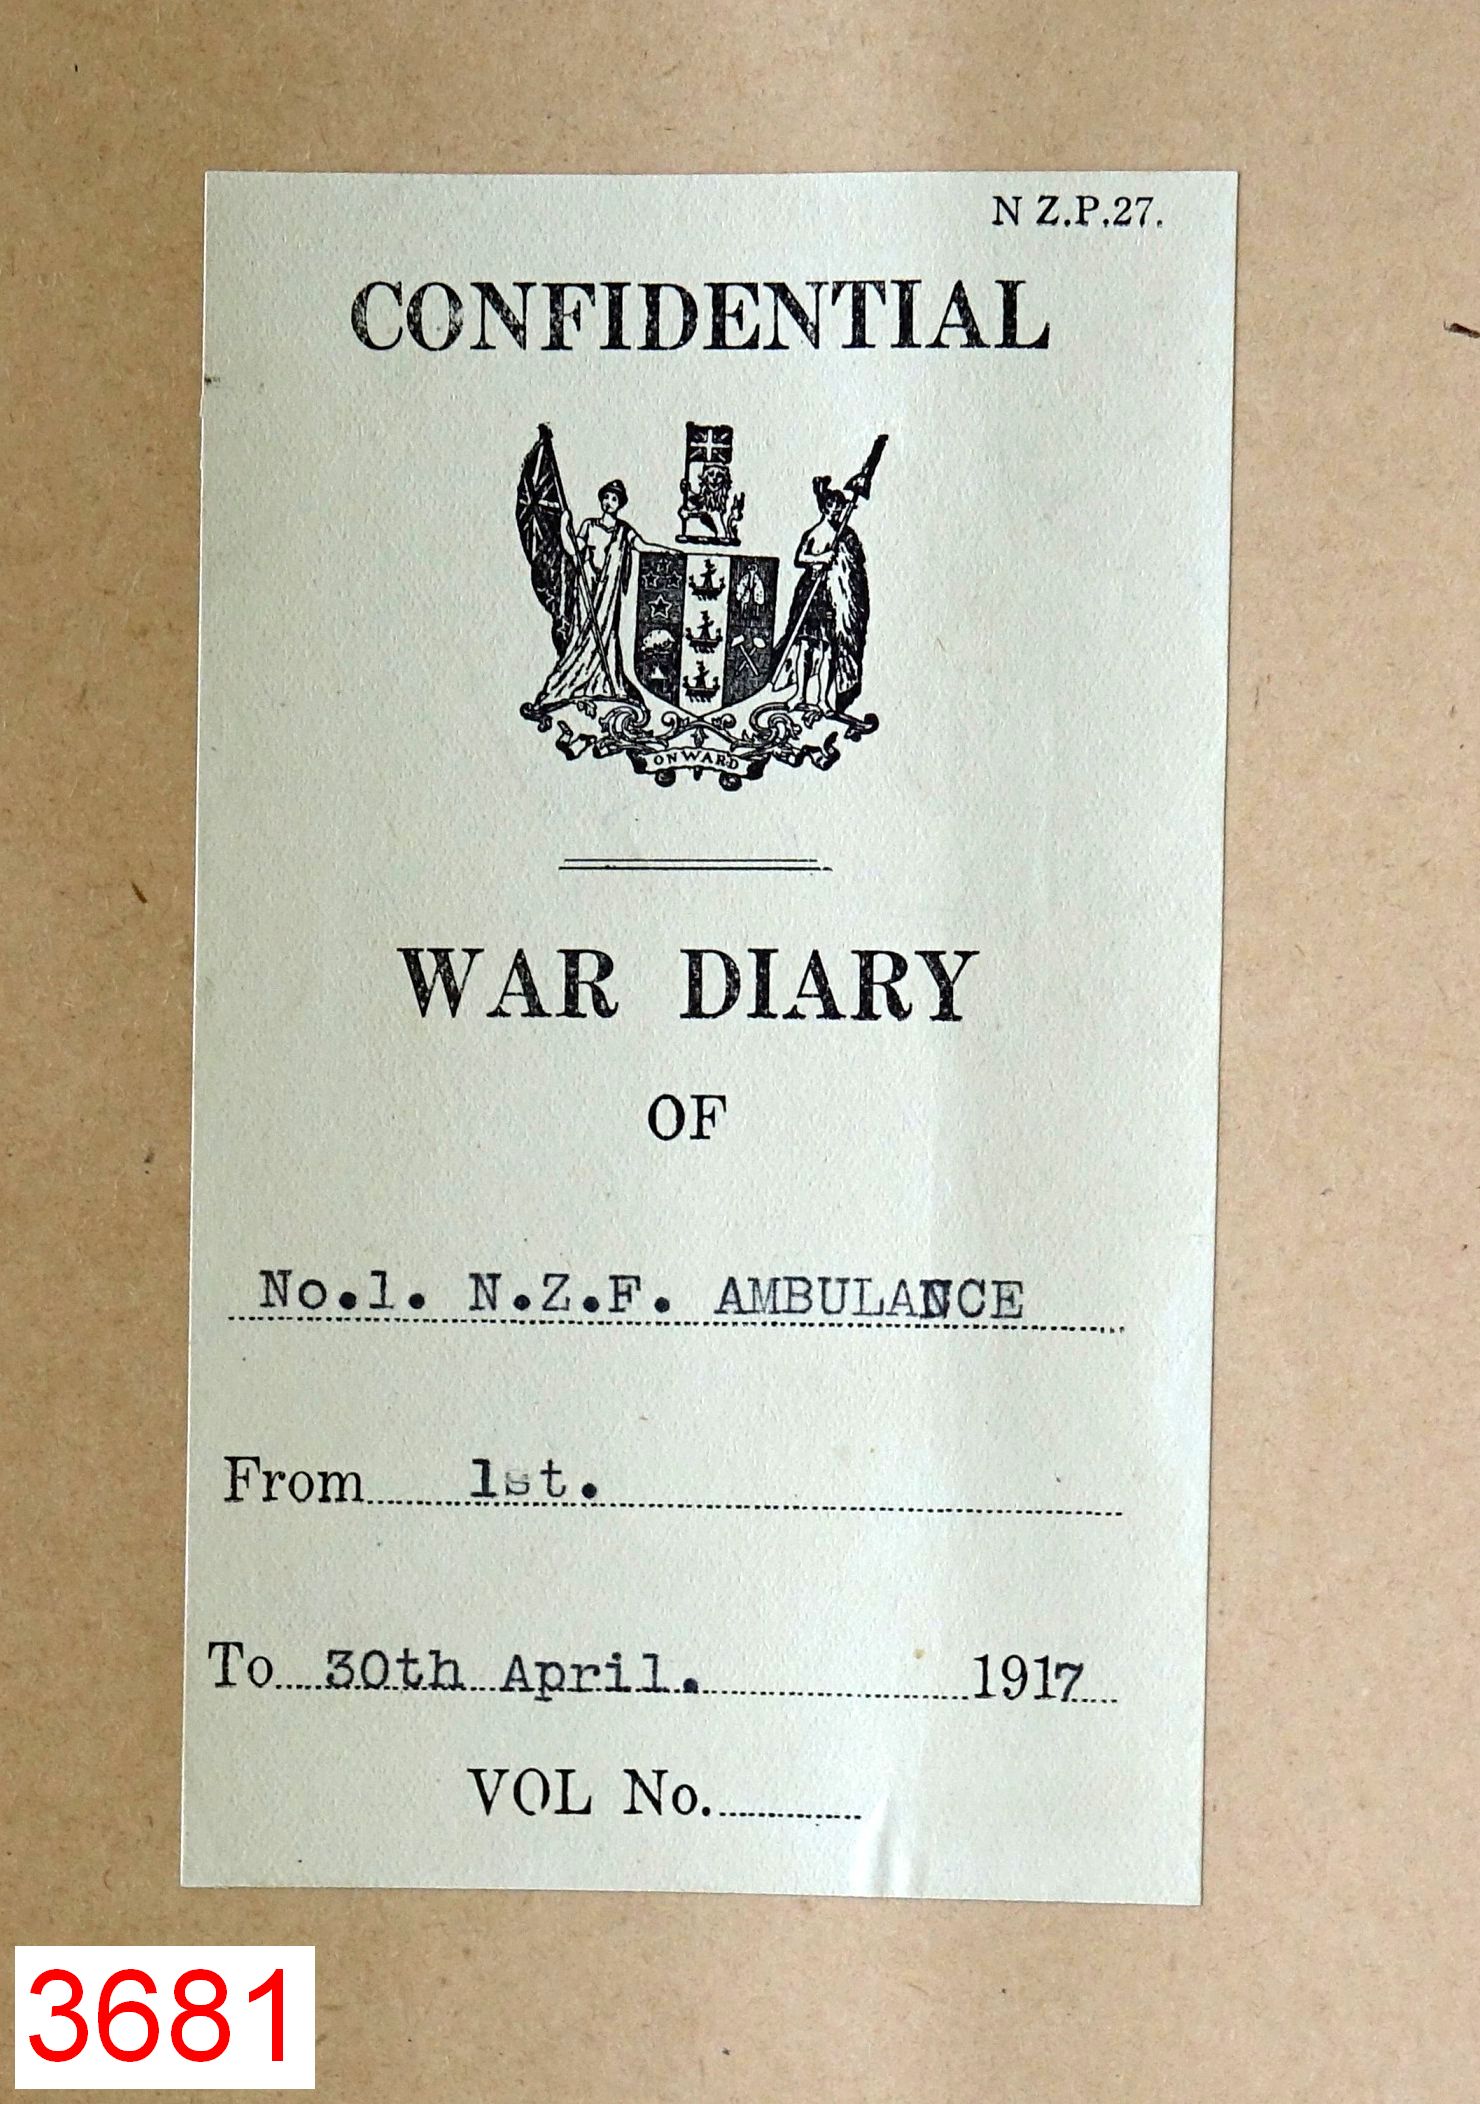 N Z.P.27.
CONFIDENTIAL
ONWARD
WAR DIARY
OF
No.1. N.Z.F. AMBULANCE
From 1st.
To 30th April. 1917
VOL No.
3681